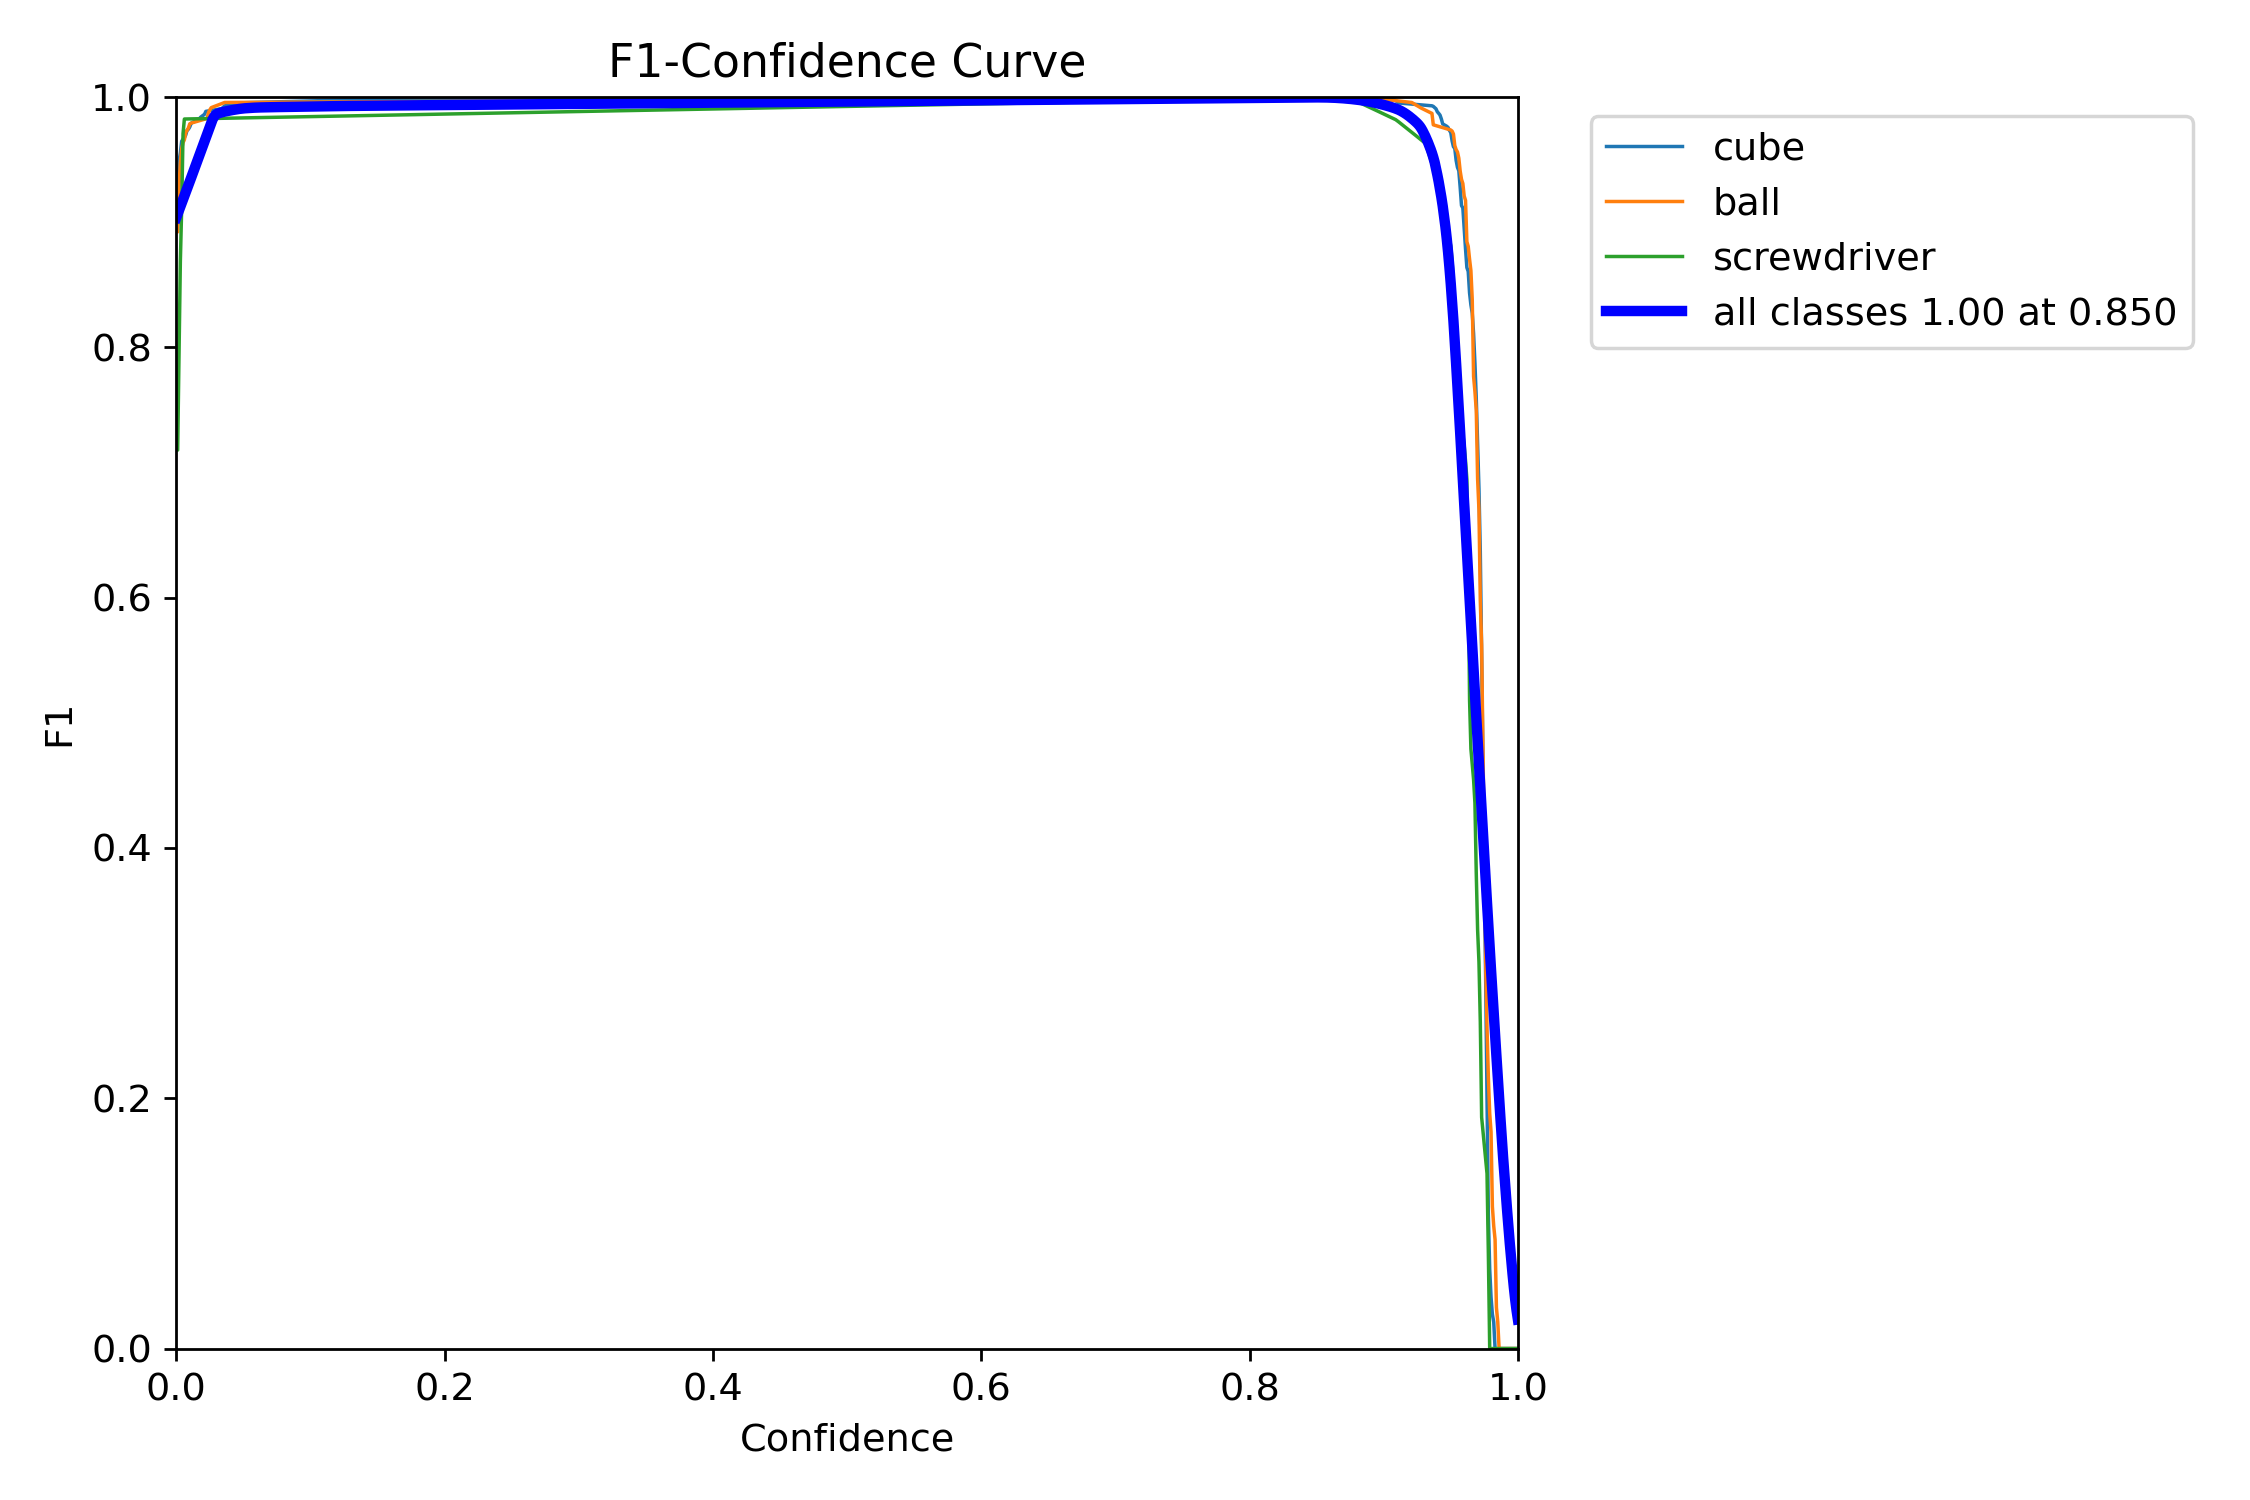 F1-Confidence Curve
1.0
0.8
0.6
0.4
0.2
0.0
F1
0.0 0.2 0.4 0.6 0.8 1.0
Confidence
cube
ball
screwdriver
all classes 1.00 at 0.850